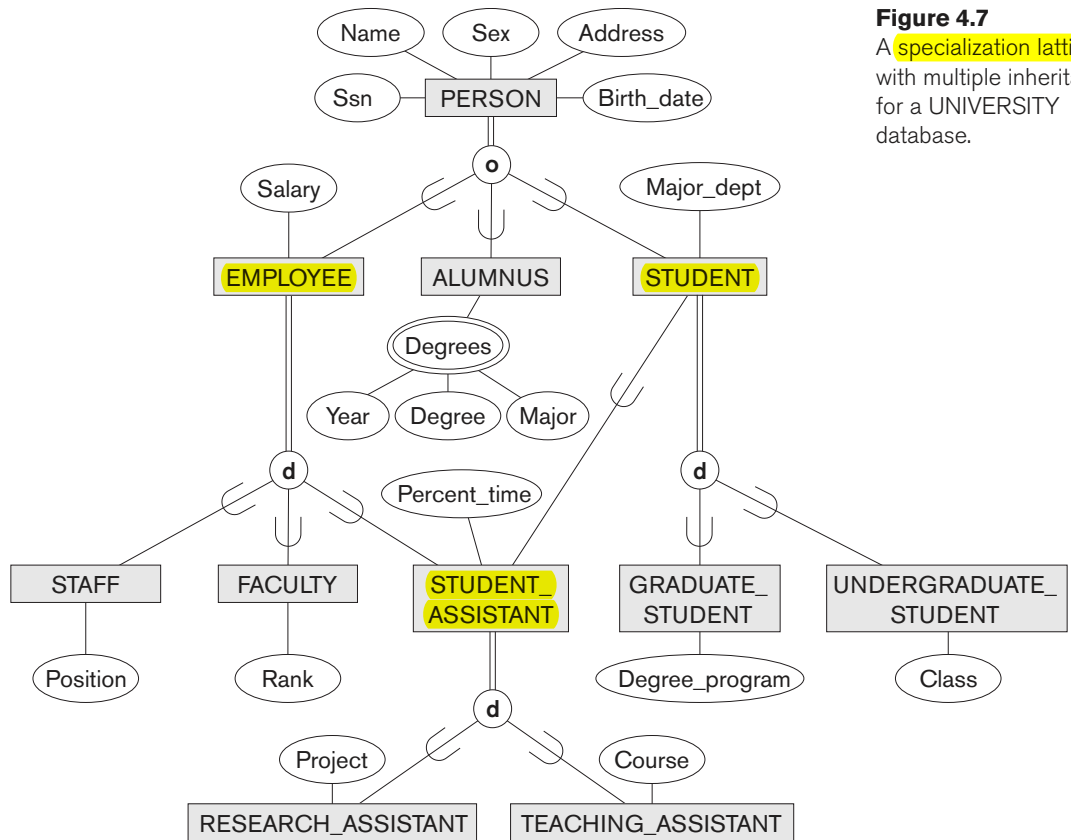 Figure 4.7
A specialization latti
with multiple inherita
for a UNIVERSITY
database.
Name
Sex
Address
Ssn
PERSON
Birth_date
o
Salary
Major_dept
EMPLOYEE
ALUMNUS
STUDENT
Degrees
Year
Degree
Major
d
d
Percent_time
STAFF
FACULTY
STUDENT_
ASSISTANT
GRADUATE_
STUDENT
UNDERGRADUATE_
STUDENT
Position
Rank
Degree_program
Class
d
Project
Course
RESEARCH_ASSISTANT
TEACHING_ASSISTANT